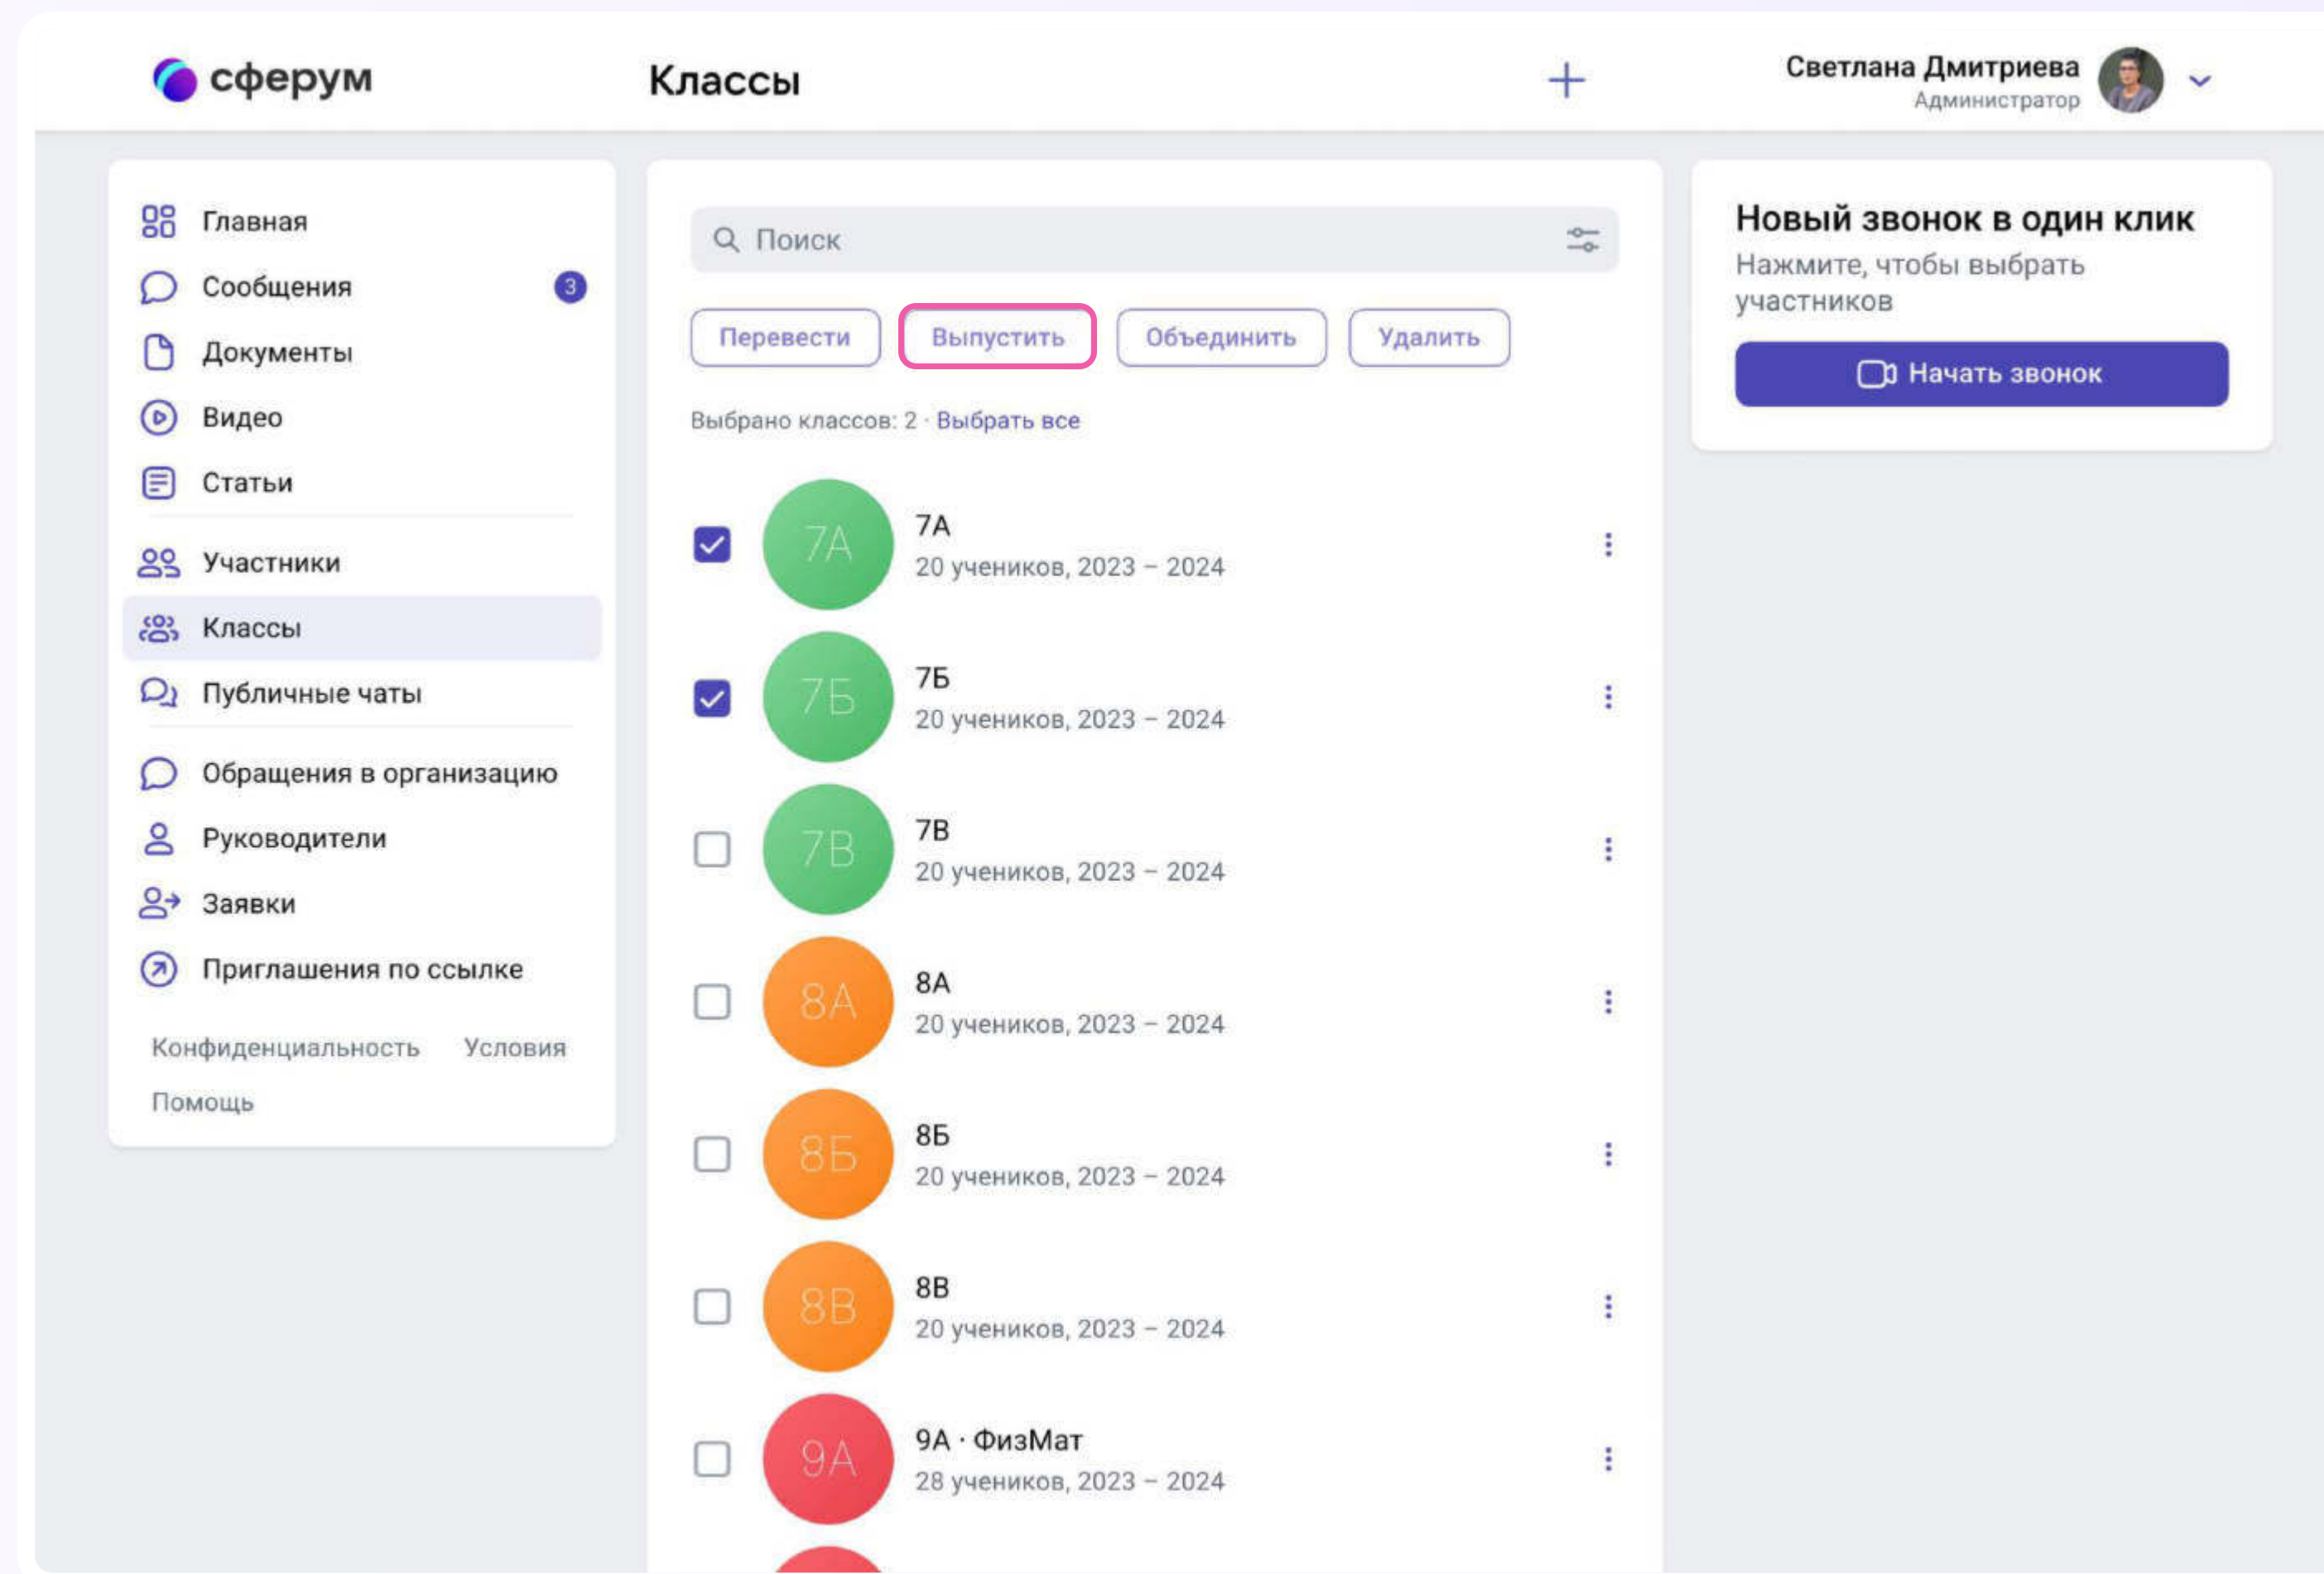 сферум
Классы
Светлана Дмитриева
Администратор
Главная
Сообщения 3
Документы
Видео
Статьи
Участники
Классы
Публичные чаты
Обращения в организацию
Руководители
Заявки
Приглашения по ссылке
Конфиденциальность Условия
Помощь
Поиск
Перевести Выпустить Объединить Удалить
Выбрано классов: 2 · Выбрать все
7А
7А
20 учеников, 2023 – 2024
7Б
7Б
20 учеников, 2023 – 2024
7В
7В
20 учеников, 2023 – 2024
8А
8А
20 учеников, 2023 – 2024
8Б
8Б
20 учеников, 2023 – 2024
8В
8В
20 учеников, 2023 – 2024
9А
9А · ФизМат
28 учеников, 2023 – 2024
Новый звонок в один клик
Нажмите, чтобы выбрать
участников
Начать звонок